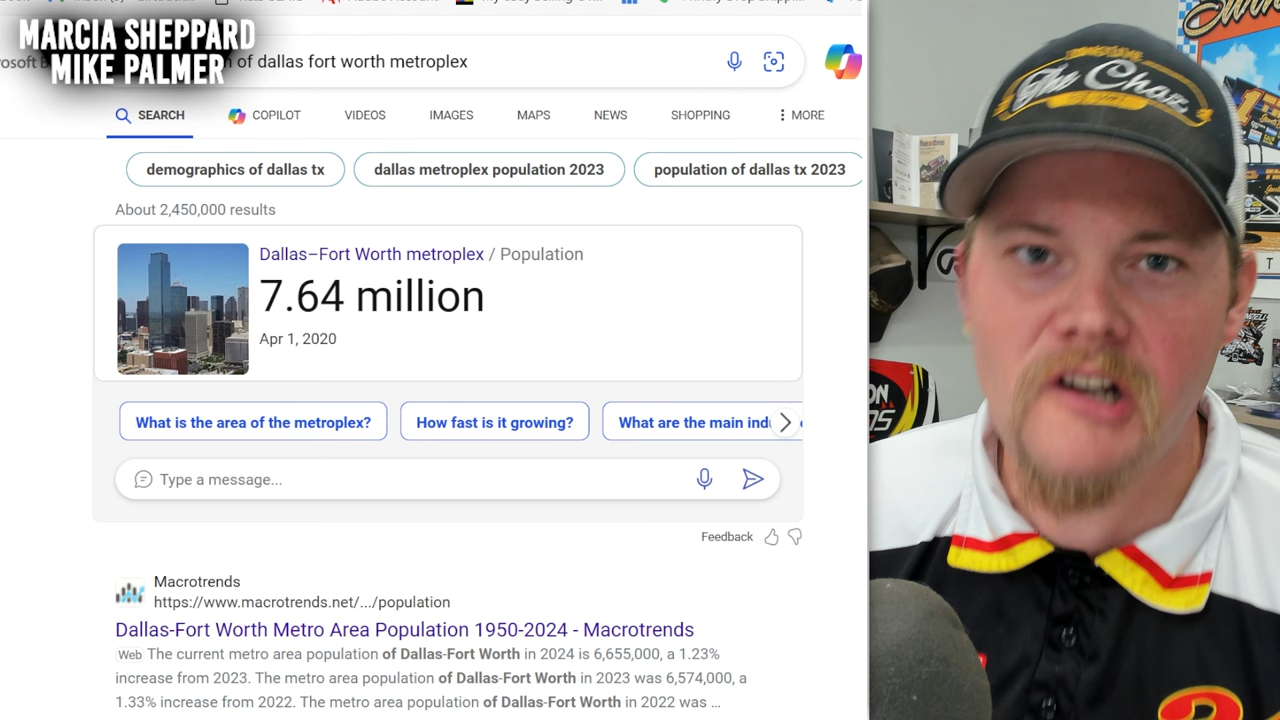 MARCIA SHEPPARD
MIKE PALMER
of dallas fort worth metroplex
SEARCH
COPILOT
VIDEOS
IMAGES
MAPS
NEWS
SHOPPING
MORE
demographics of dallas tx
dallas metroplex population 2023
population of dallas tx 2023
About 2,450,000 results
Dallas–Fort Worth metroplex / Population
7.64 million
Apr 1, 2020
What is the area of the metroplex?
How fast is it growing?
What are the main
Type a message...
Feedback
Macrotrends
https://www.macrotrends.net/.../population
Dallas-Fort Worth Metro Area Population 1950-2024 - Macrotrends
Web The current metro area population of Dallas-Fort Worth in 2024 is 6,655,000, a 1.23%
increase from 2023. The metro area population of Dallas-Fort Worth in 2023 was 6,574,000, a
1.33% increase from 2022. The metro area population of Dallas-Fort Worth in 2022 was ...
The Chaz